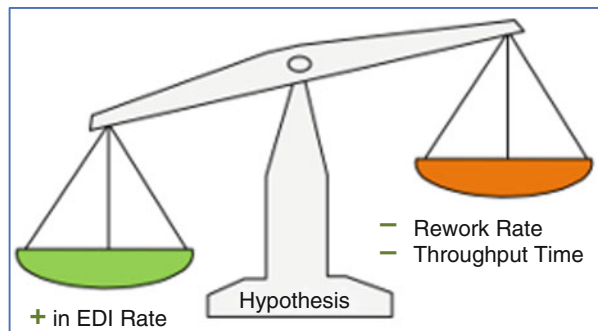 − Rework Rate
− Throughput Time
Hypothesis
+ in EDI Rate